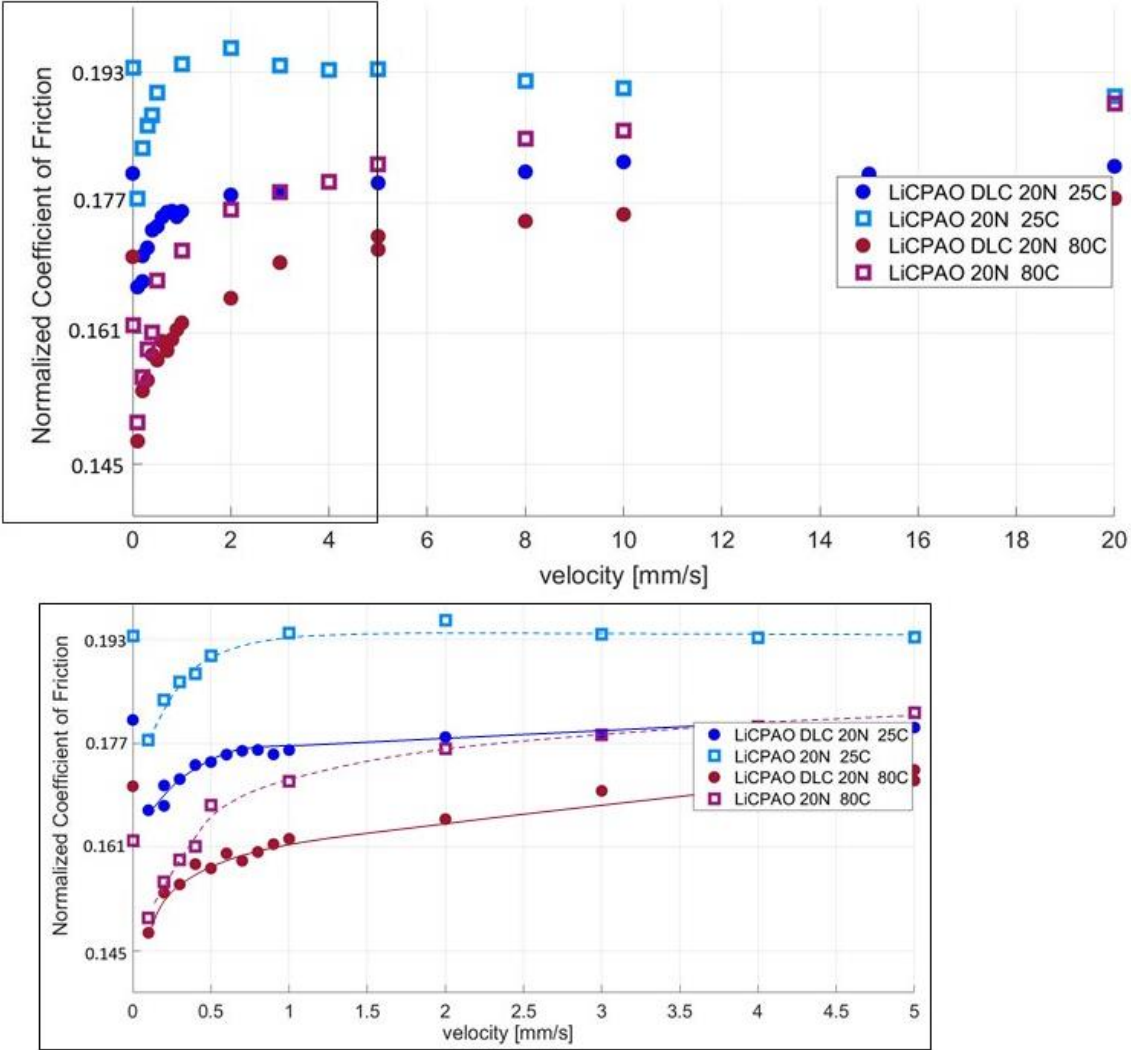 Normalized Coefficient of Friction
0.193
0.177
0.161
0.145
0 2 4 6 8 10 12 14 16 18 20
velocity [mm/s]
LiCPAO DLC 20N 25C
LiCPAO 20N 25C
LiCPAO DLC 20N 80C
LiCPAO 20N 80C
Normalized Coefficient of Friction
0.193
0.177
0.161
0.145
0 0.5 1 1.5 2 2.5 3 3.5 4 4.5 5
velocity [mm/s]
LiCPAO DLC 20N 25C
LiCPAO 20N 25C
LiCPAO DLC 20N 80C
LiCPAO 20N 80C